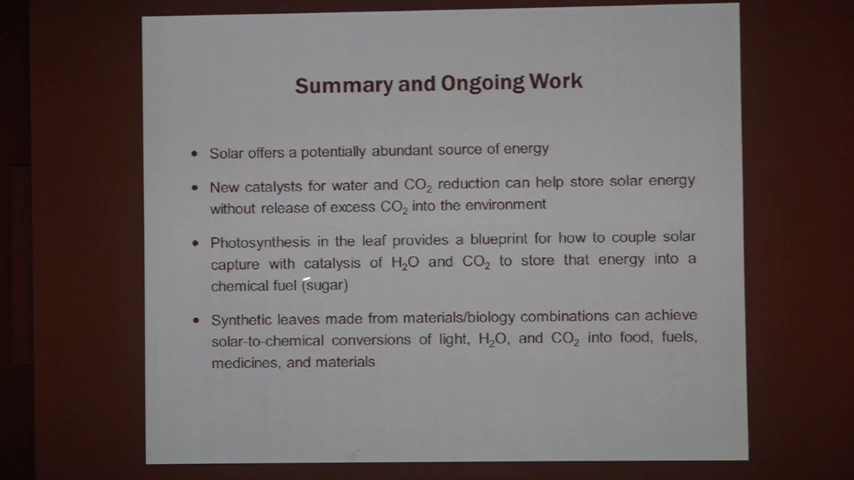 Summary and Ongoing Work
• Solar offers a potentially abundant source of energy
• New catalysts for water and CO₂ reduction can help store solar energy
without release of excess CO₂ into the environment
• Photosynthesis in the leaf provides a blueprint for how to couple solar
capture with catalysis of H₂O and CO₂ to store that energy into a
chemical fuel (sugar)
• Synthetic leaves made from materials/biology combinations can achieve
solar-to-chemical conversions of light, H₂O, and CO₂ into food, fuels,
medicines, and materials